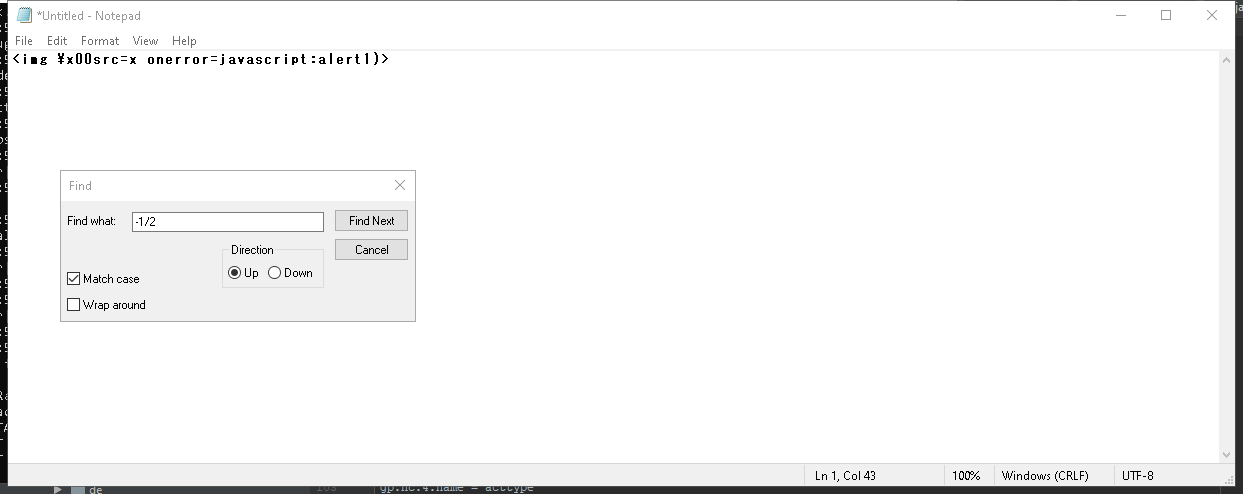 *Untitled - Notepad
File Edit Format View Help
<img ¥x00src=x onerror=javascript:alert1)>
Find
Find what: -1/2 Find Next
Direction Cancel
Up Down
Match case
Wrap around
Ln 1, Col 43 100% Windows (CRLF) UTF-8
de